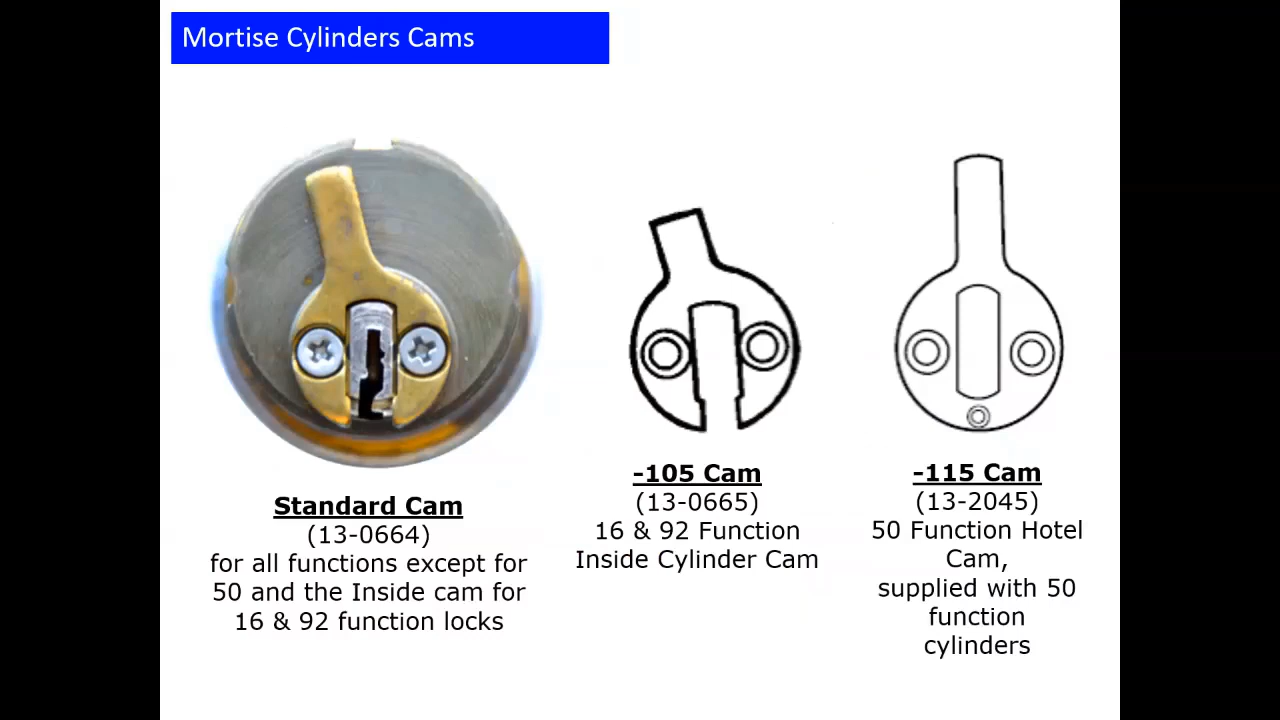 Mortise Cylinders Cams
Standard Cam
(13-0664)
for all functions except for
50 and the Inside cam for
16 & 92 function locks
-105 Cam
(13-0665)
16 & 92 Function
Inside Cylinder Cam
-115 Cam
(13-2045)
50 Function Hotel
Cam,
supplied with 50
function
cylinders